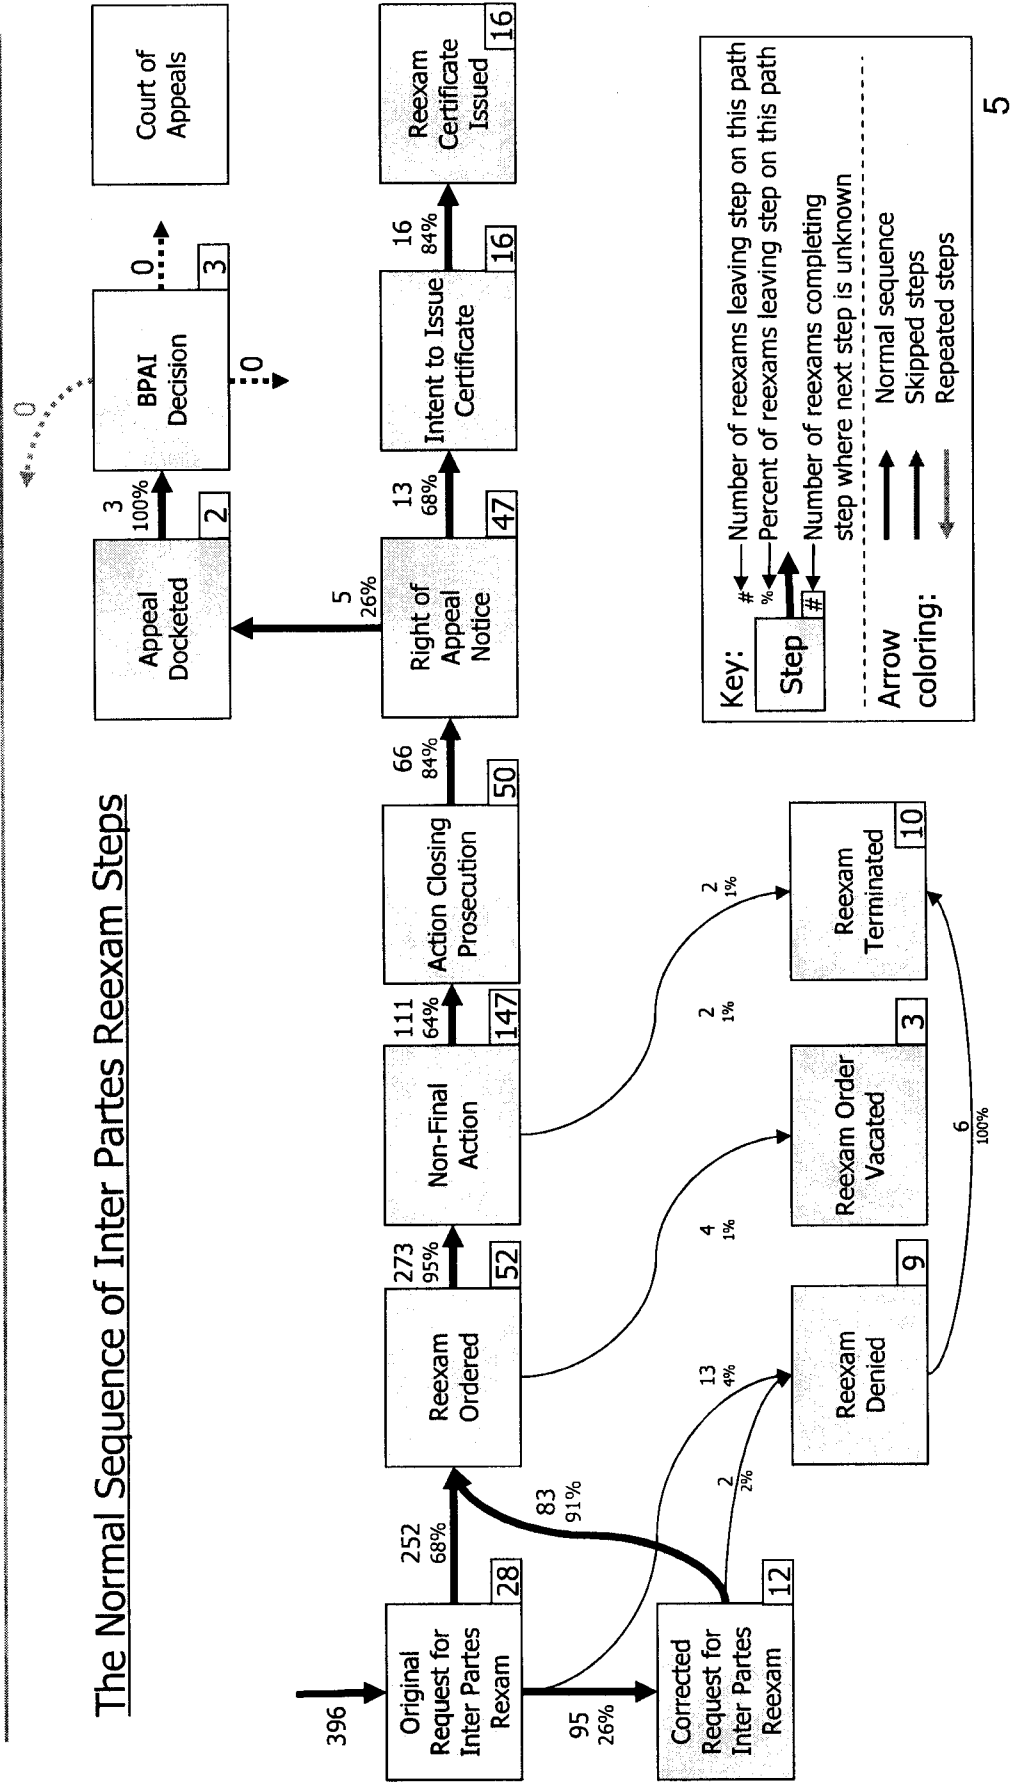 The Normal Sequence of Inter Partes Reexam Steps
396
Original
Request for
Inter Partes
Rexam
28
252
68%
95
26%
Corrected
Request for
Inter Partes
Reexam
12
83
91%
2
2%
13
4%
Reexam
Ordered
52
273
95%
4
1%
Non-Final
Action
147
111
64%
2
1%
2
1%
Action Closing
Prosecution
50
66
84%
Right of
Appeal
Notice
47
5
26%
13
68%
Appeal
Docketed
2
3
100%
BPAI
Decision
3
0
0
0
Court of
Appeals
Intent to Issue
Certificate
16
16
84%
Reexam
Certificate
Issued
16
Reexam
Denied
9
6
100%
Reexam Order
Vacated
3
Reexam
Terminated
10
Key:
Step
#
%
#
Number of reexams leaving step on this path
Percent of reexams leaving step on this path
Number of reexams completing
step where next step is unknown
Arrow
coloring:
Normal sequence
Skipped steps
Repeated steps
5